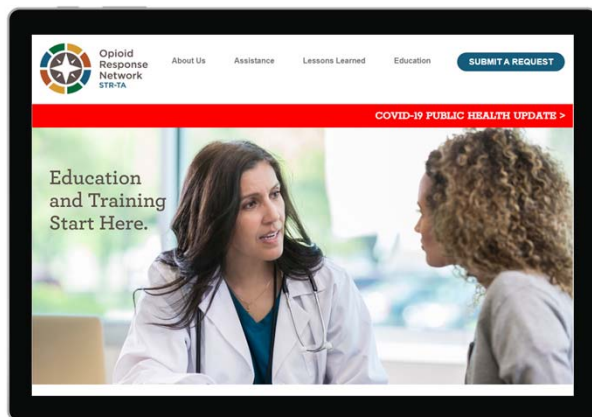 Opioid
Response
Network
STR-TA
About Us
Assistance
Lessons Learned
Education
SUBMIT A REQUEST
COVID-19 PUBLIC HEALTH UPDATE >
Education
and Training
Start Here.